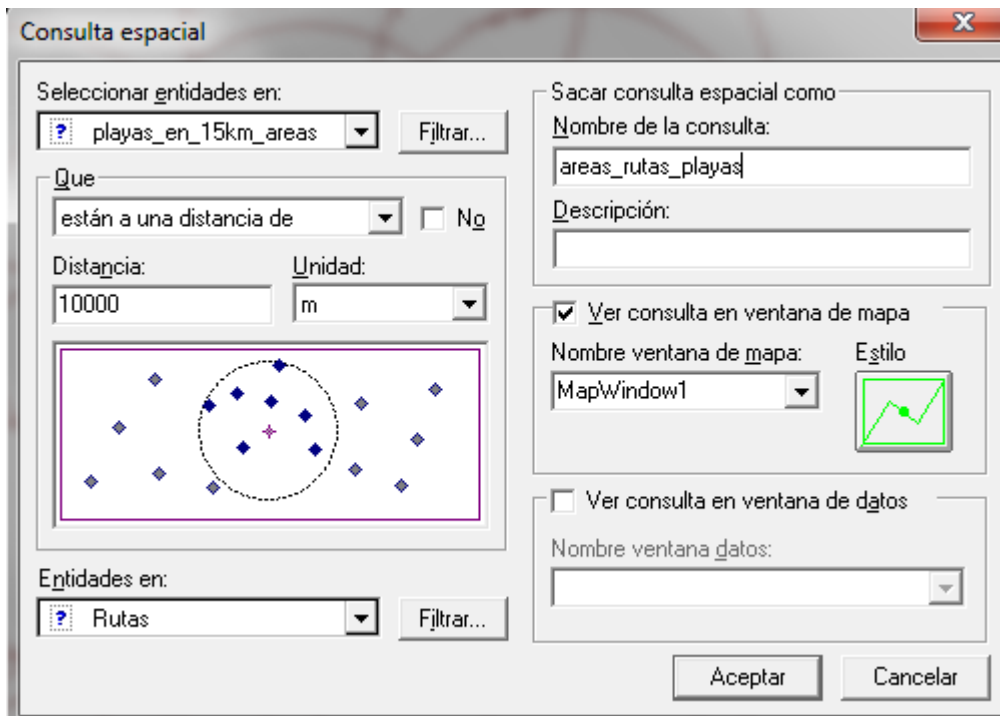 Consulta espacial
Seleccionar entidades en:
playas_en_15km_areas
Filtrar...
Que
están a una distancia de
No
Distancia:
Unidad:
10000
m
Entidades en:
Rutas
Filtrar...
Sacar consulta espacial como
Nombre de la consulta:
areas_rutas_playas
Descripción:
Ver consulta en ventana de mapa
Nombre ventana de mapa:
Estilo
MapWindow1
Ver consulta en ventana de datos
Nombre ventana datos:
Aceptar
Cancelar